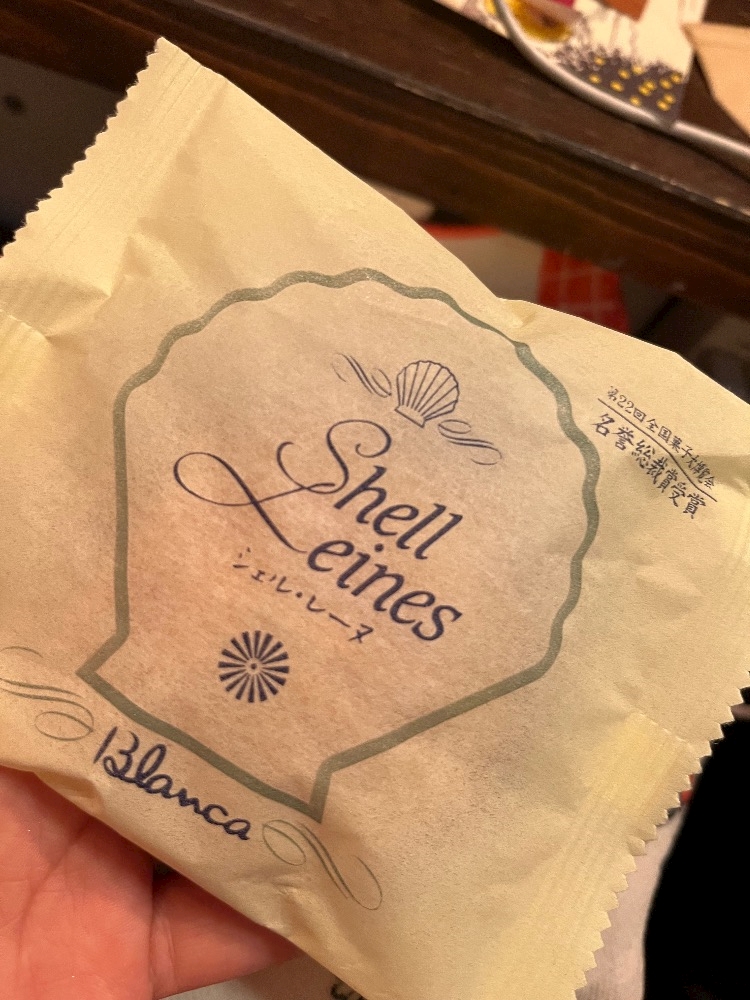 第22回全国菓子大博覧会
名誉総裁賞受賞
Shell
Leines
シェル・レーヌ
Blanca